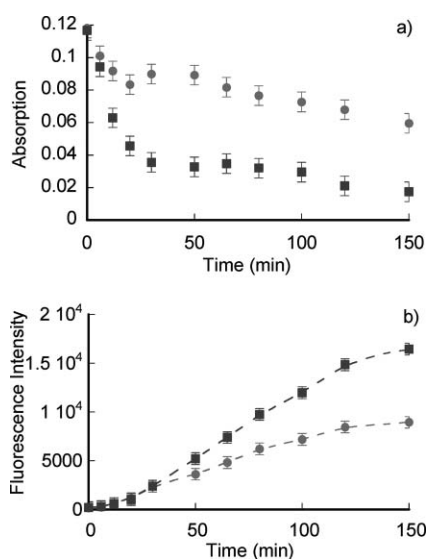 0.12
a)
0.1
0.08
0.06
0.04
0.02
0
Absorption
0 50 100 150
Time (min)
2 10⁴
b)
1.5 10⁴
1 10⁴
5000
0
Fluorescence Intensity
0 50 100 150
Time (min)